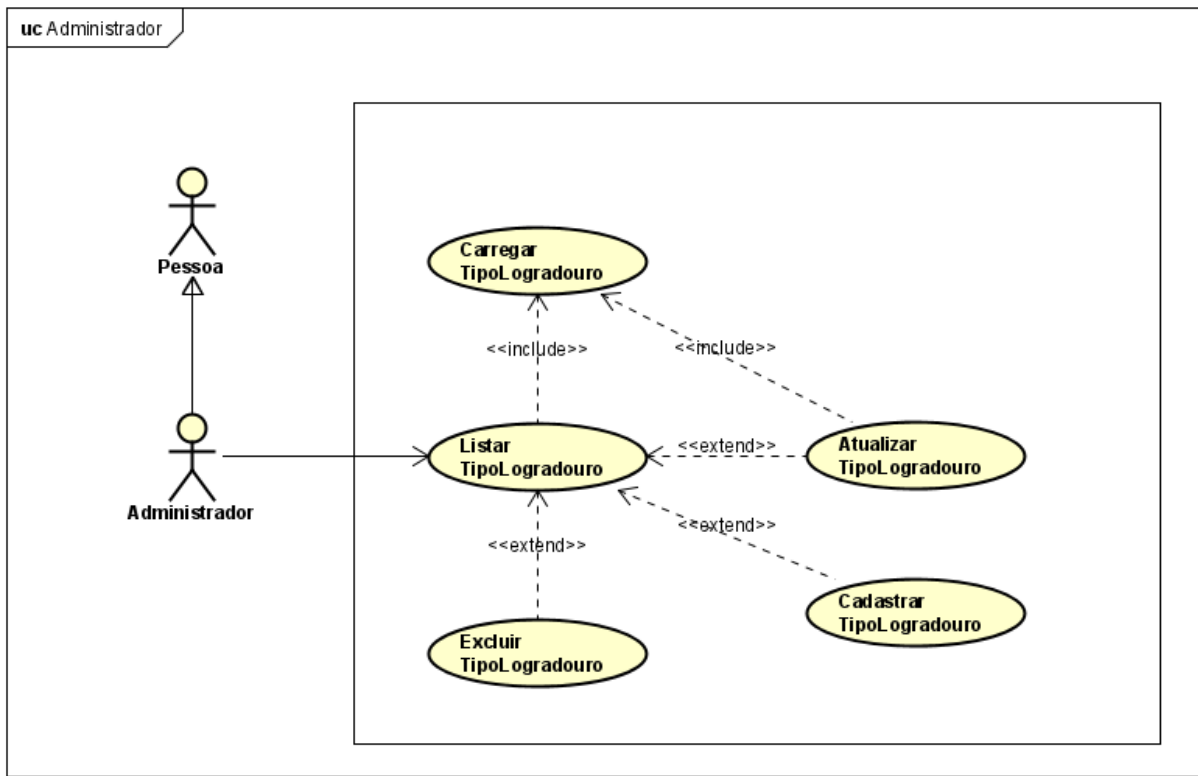 uc Administrador
Pessoa
Administrador
Carregar
TipoLogradouro
<<include>>
<<include>>
Listar
TipoLogradouro
<<extend>>
Atualizar
TipoLogradouro
<<extend>>
<<extend>>
Cadastrar
TipoLogradouro
Excluir
TipoLogradouro